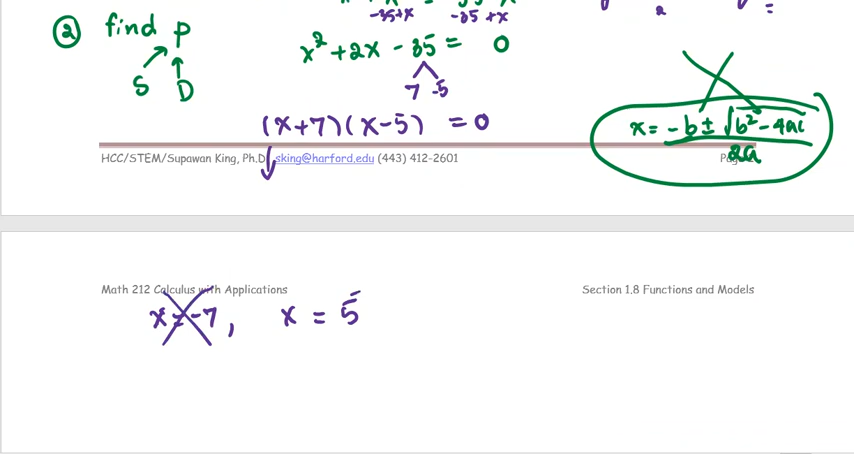 -35+x -35 +x
② find p
x² + 2x - 35 = 0
S D
7 -5
(x+7)(x-5) = 0
x = -b ± √b² - 4ac
2a
HCC/STEM/Supawan King, Ph.D. sking@harford.edu (443) 412-2601
Math 212 Calculus with Applications Section 1.8 Functions and Models
x = -7, x = 5